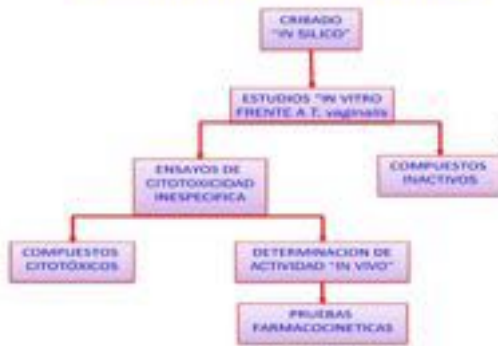 CRIBADO
"IN SILICO"
ESTUDIOS "IN VITRO
FRENTE A T. vaginalis
ENSAYOS DE
CITOTOXICIDAD
INESPECIFICA
COMPUESTOS
INACTIVOS
COMPUESTOS
CITOTÓXICOS
DETERMINACION DE
ACTIVIDAD "IN VIVO"
PRUEBAS
FARMACOCINETICAS